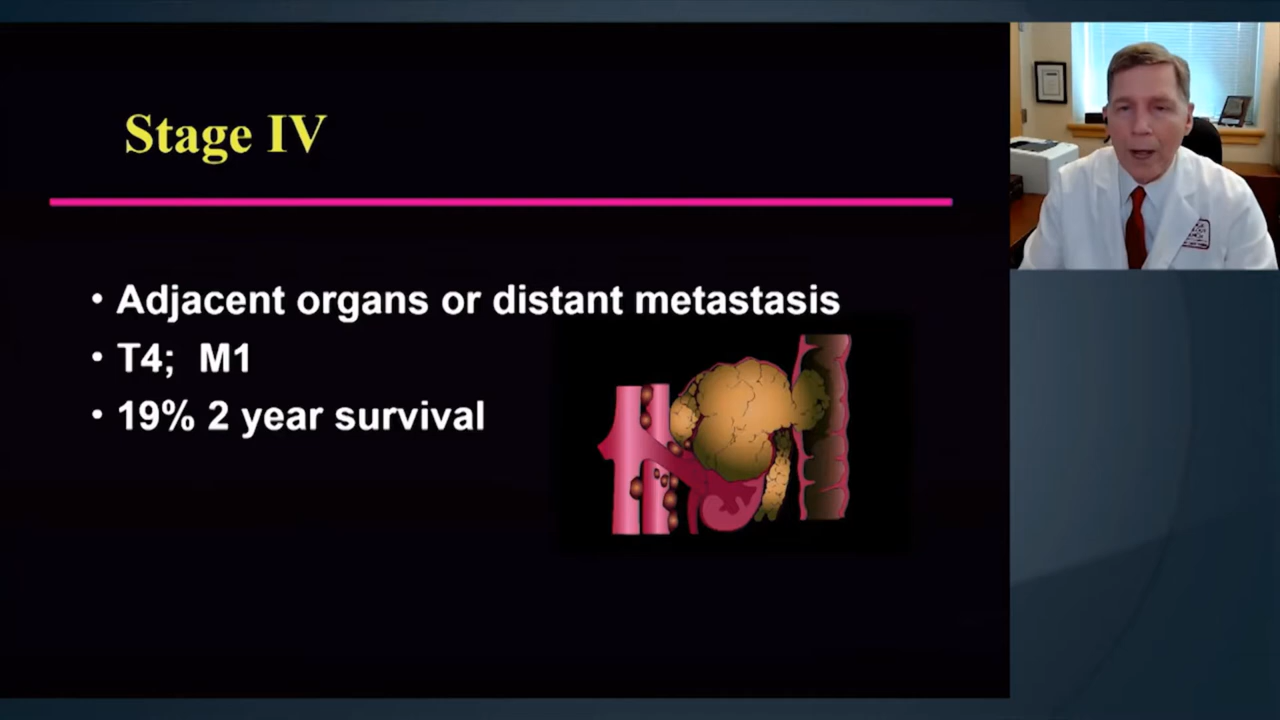 Stage IV
• Adjacent organs or distant metastasis
• T4; M1
• 19% 2 year survival